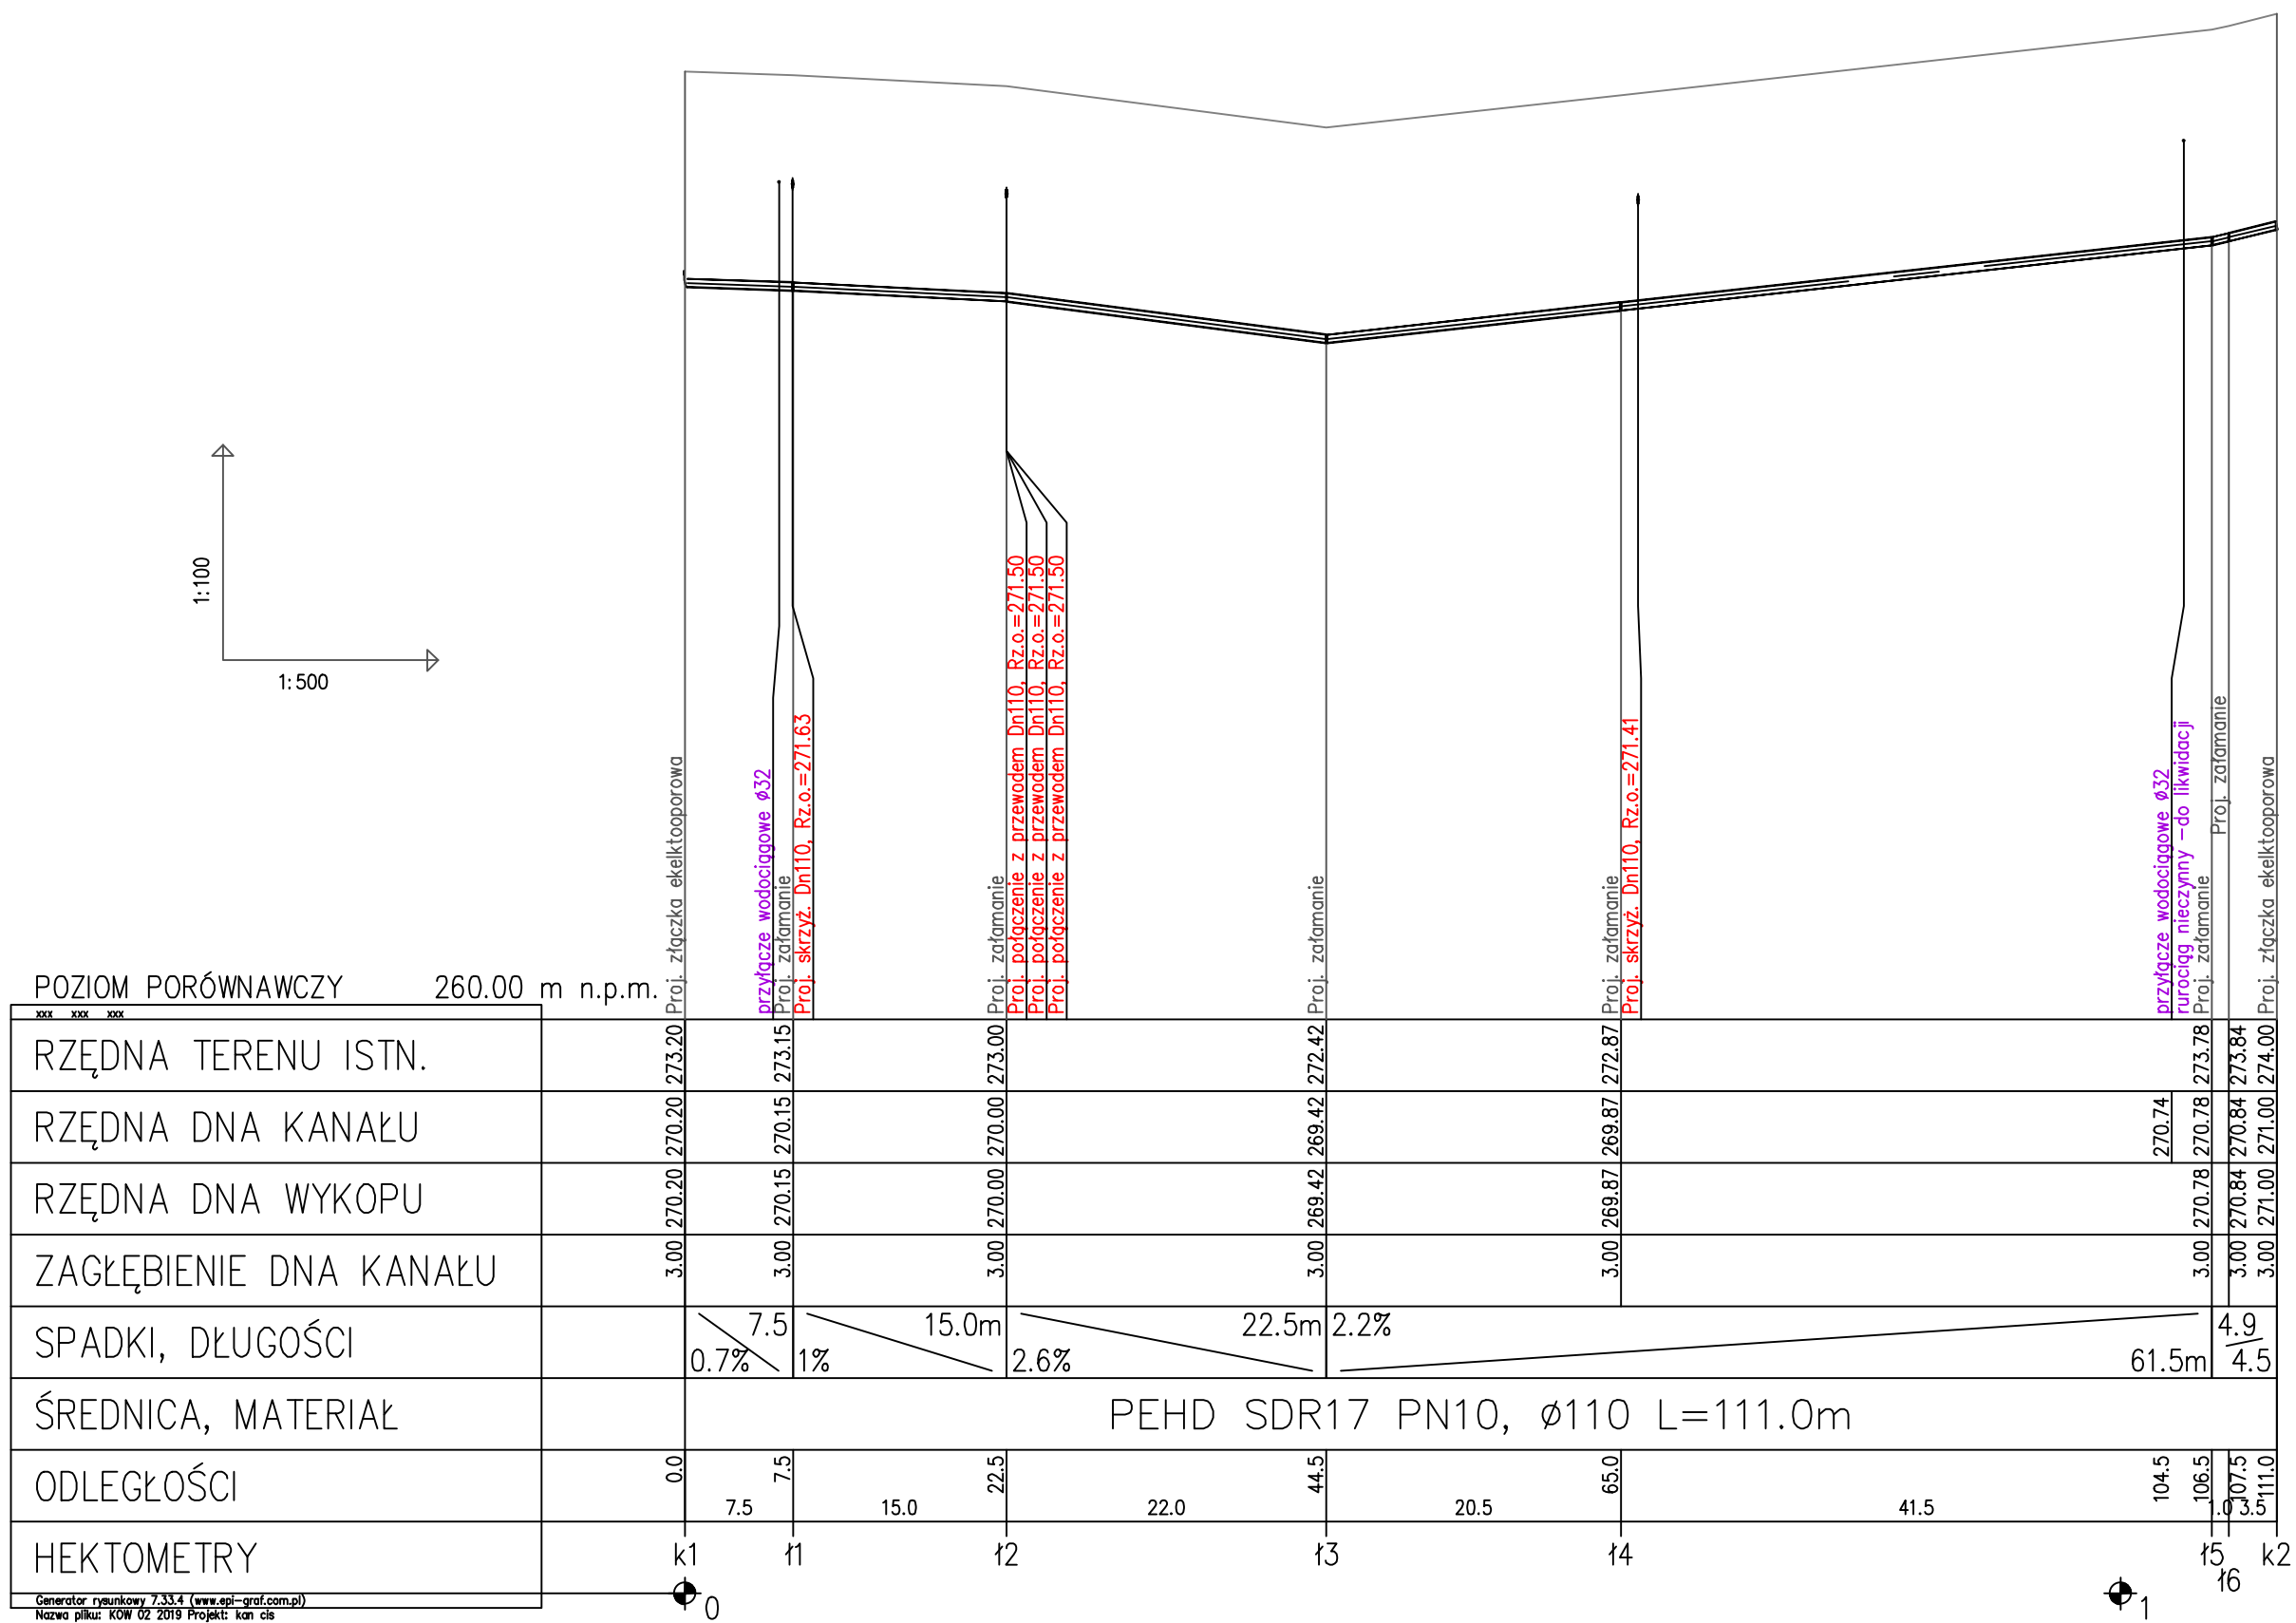 1:100
1:500
Proj. złączka ekelktooporowa
przyłącze wodociągowe ø32
Proj. załamanie
Proj. skrzyż. Dn110, Rz.o.=271.63
Proj. załamanie
Proj. połączenie z przewodem Dn110, Rz.o.=271.50
Proj. połączenie z przewodem Dn110, Rz.o.=271.50
Proj. połączenie z przewodem Dn110, Rz.o.=271.50
Proj. załamanie
Proj. załamanie
Proj. skrzyż. Dn110, Rz.o.=271.41
przyłącze wodociągowe ø32
rurociąg nieczynny -do likwidacji
Proj. załamanie
Proj. załamanie
Proj. złączka ekelktooporowa
POZIOM PORÓWNAWCZY 260.00 m n.p.m.
xxx xxx xxx
RZĘDNA TERENU ISTN. 273.20 273.15 273.00 272.42 272.87 273.78 273.84 274.00
RZĘDNA DNA KANAŁU 270.20 270.15 270.00 269.42 269.87 270.74 270.78 270.84 271.00
RZĘDNA DNA WYKOPU 270.20 270.15 270.00 269.42 269.87 270.78 270.84 271.00
ZAGŁĘBIENIE DNA KANAŁU 3.00 3.00 3.00 3.00 3.00 3.00 3.00 3.00
SPADKI, DŁUGOŚCI
7.5 15.0m 22.5m 2.2% 4.9
0.7% 1% 2.6% 61.5m 4.5
ŚREDNICA, MATERIAŁ PEHD SDR17 PN10, ø110 L=111.0m
ODLEGŁOŚCI 0.0 7.5 22.5 44.5 65.0 104.5 106.5 107.5 111.0
7.5 15.0 22.0 20.5 41.5 1.0 3.5
HEKTOMETRY k1 ł1 ł2 ł3 ł4 ł5 k2
ł6
0 1
Generator rysunkowy 7.33.4 (www.epi-graf.com.pl)
Nazwa pliku: KOW 02 2019 Projekt: kan cis